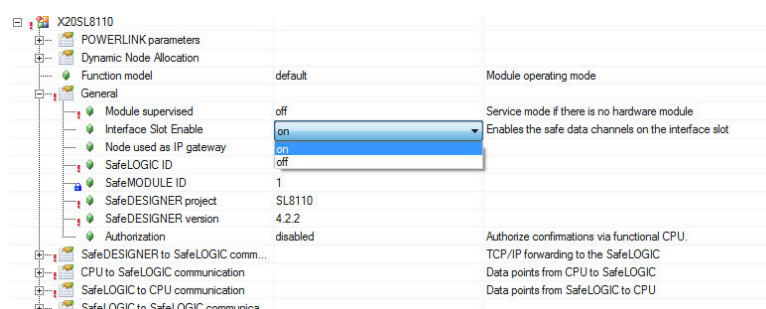 X20SL8110
POWERLINK parameters
Dynamic Node Allocation
Function model default Module operating mode
General
Module supervised off Service mode if there is no hardware module
Interface Slot Enable on Enables the safe data channels on the interface slot
Node used as IP gateway on
SafeLOGIC ID off
SafeMODULE ID 1
SafeDESIGNER project SL8110
SafeDESIGNER version 4.2.2
Authorization disabled Authorize confirmations via functional CPU.
SafeDESIGNER to SafeLOGIC comm... TCP/IP forwarding to the SafeLOGIC
CPU to SafeLOGIC communication Data points from CPU to SafeLOGIC
SafeLOGIC to CPU communication Data points from SafeLOGIC to CPU
SafeLOGIC to SafeLOGIC communica